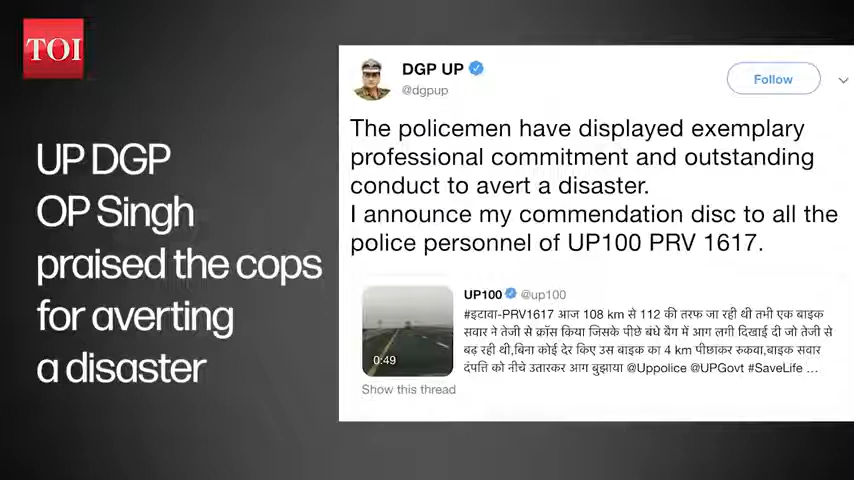 TOI
UP DGP
OP Singh
praised the cops
for averting
a disaster
DGP UP
@dgpup
Follow
The policemen have displayed exemplary
professional commitment and outstanding
conduct to avert a disaster.
I announce my commendation disc to all the
police personnel of UP100 PRV 1617.
UP100 @up100
#इटावा-PRV1617 आज 108 km से 112 की तरफ जा रही थी तभी एक बाइक
सवार ने तेजी से क्रॉस किया जिसके पीछे बंधे बैग में आग लगी दिखाई दी जो तेजी से
बढ़ रही थी,बिना कोई देर किए उस बाइक का 4 km पीछाकर रुकवा,बाइक सवार
दंपत्ति को नीचे उतारकर आग बुझाया @Uppolice @UPGovt #SaveLife ...
0:49
Show this thread